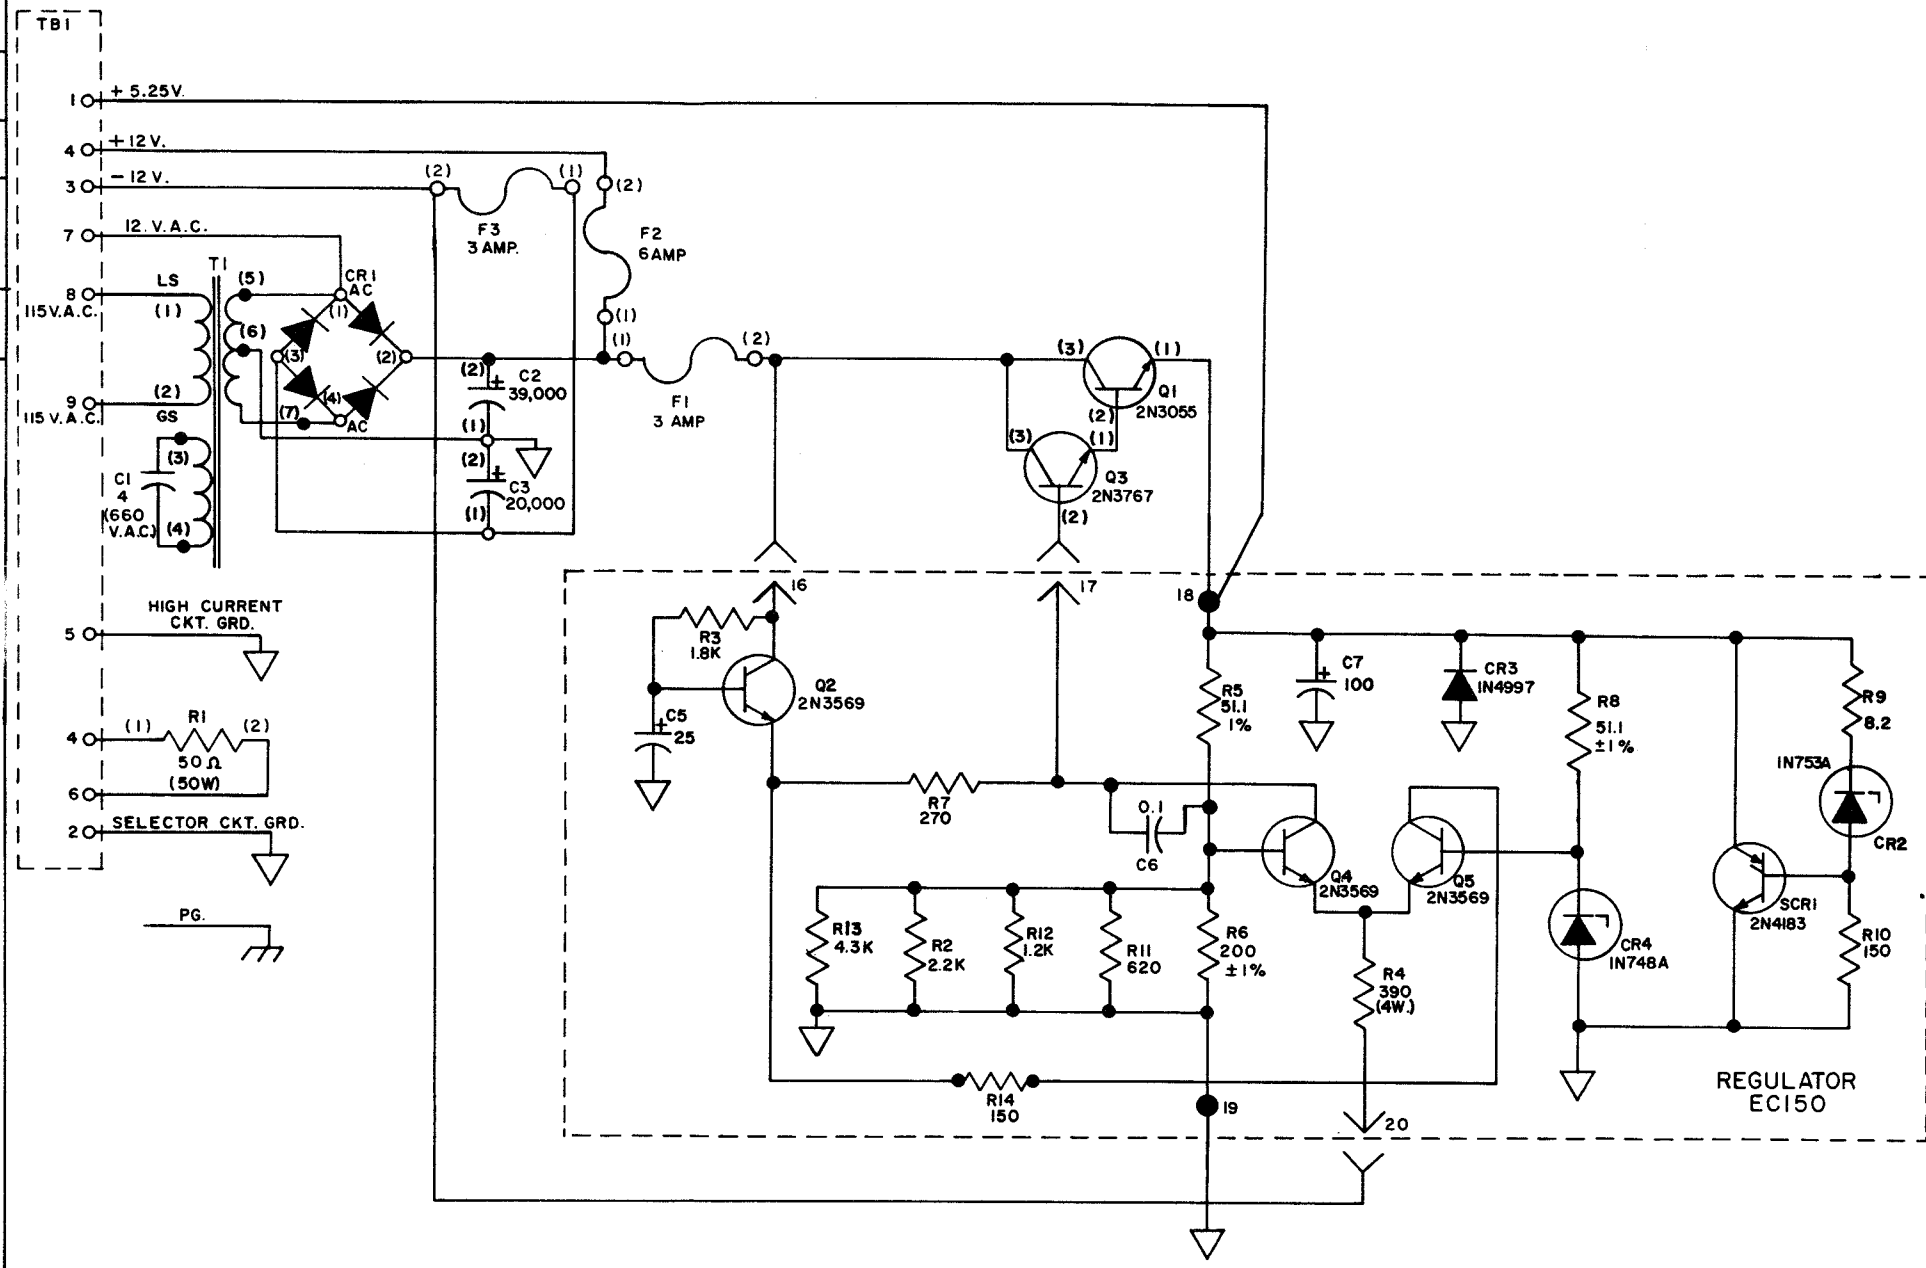 TB1
1 + 5.25V.
4 + 12 V.
3 - 12 V.
(2) (1) (2)
F3
3 AMP.
F2
6 AMP
7 12. V.A.C.
T1
LS
(5)
CR1
AC
8
115 V.A.C.
(1)
(1)
(6)
(3)
(2)
(1)
(1)
(2)
(3)
(1)
(2)
+
C2
39,000
F1
3 AMP
Q1
2N3055
(2)
9
115 V.A.C.
(2)
GS
(7)
(4)
AC
(1)
(3)
(1)
(3)
(2)
+
C3
20,000
(1)
Q3
2N3767
(2)
C1
4
(660
V.A.C.)
(4)
16
17
18
HIGH CURRENT
CKT. GRD.
5
R3
1.8K
Q2
2N3569
+
C5
25
R5
51.1
1%
+
C7
100
CR3
1N4997
R8
51.1
±1%
R9
8.2
1N753A
CR2
4 (1) R1 (2)
50 Ω
(50W)
6
R7
270
0.1
C6
2 SELECTOR CKT. GRD.
Q4
2N3569
Q5
2N3569
SCR1
2N4183
PG.
R13
4.3K
R2
2.2K
R12
1.2K
R11
620
R6
200
±1%
R4
390
(4W.)
CR4
1N748A
R10
150
R14
150
19
20
REGULATOR
EC150